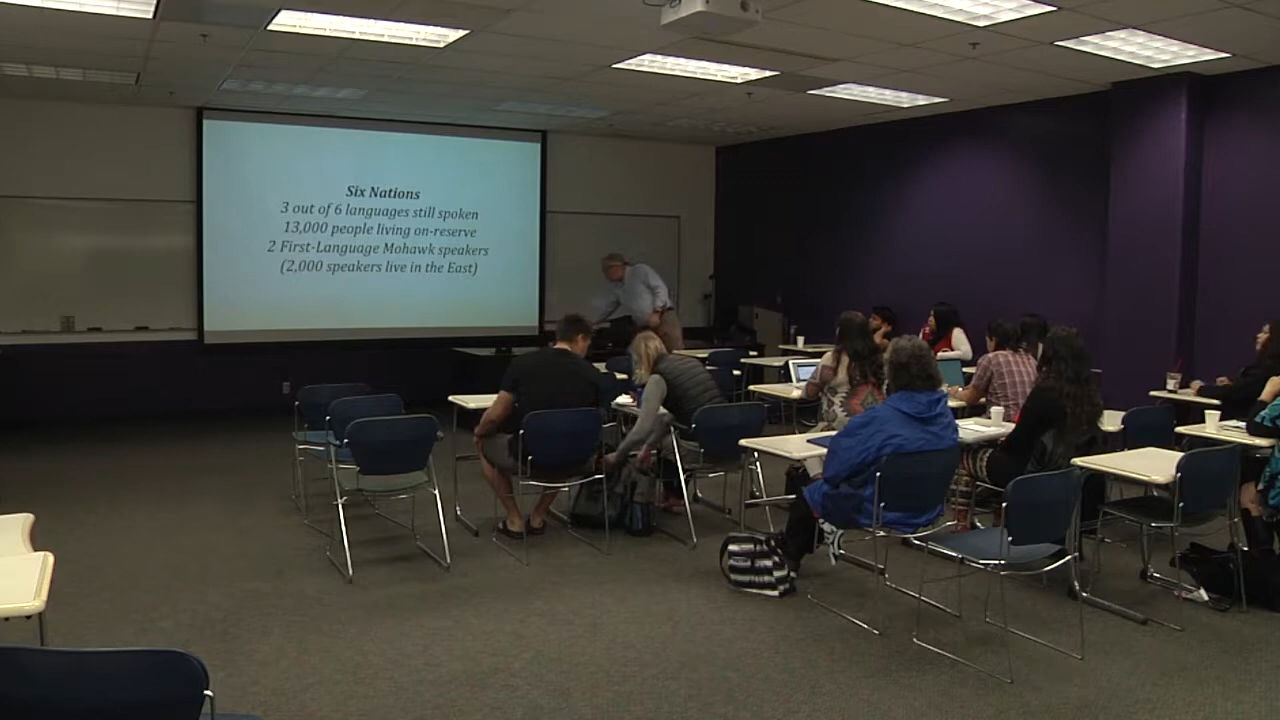 Six Nations
3 out of 6 languages still spoken
13,000 people living on-reserve
2 First-Language Mohawk speakers
(2,000 speakers live in the East)